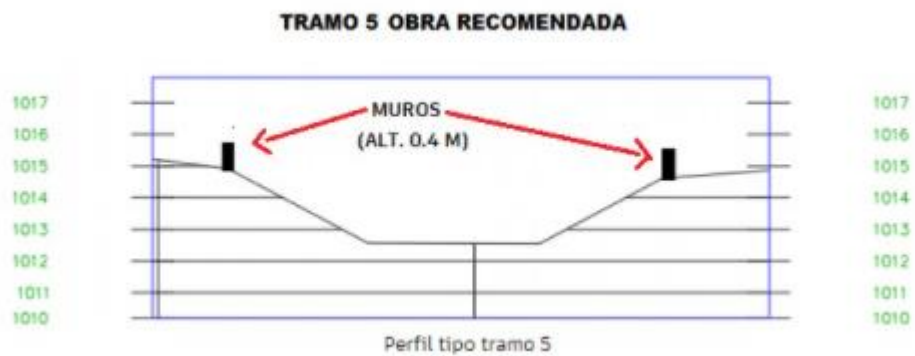 TRAMO 5 OBRA RECOMENDADA
1017 1017
MUROS
1016 1016
(ALT. 0.4 M)
1015 1015
1014 1014
1013 1013
1012 1012
1011 1011
1010 1010
Perfil tipo tramo 5